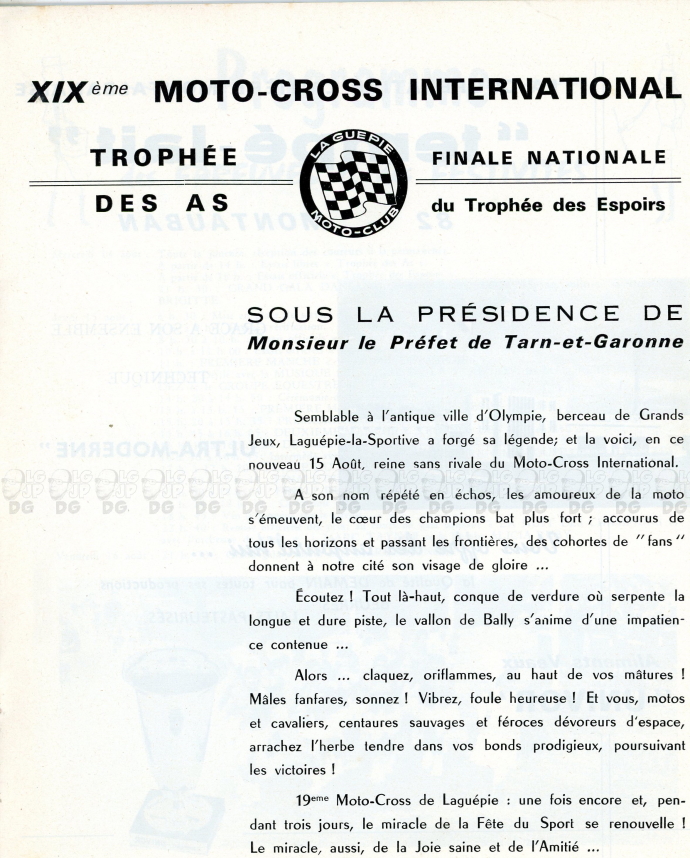 XIXème MOTO-CROSS INTERNATIONAL
TROPHÉE
DES AS
LAGUEPIE
MOTO-CLUB
FINALE NATIONALE
du Trophée des Espoirs
SOUS LA PRÉSIDENCE DE
Monsieur le Préfet de Tarn-et-Garonne
Semblable à l'antique ville d'Olympie, berceau de Grands
Jeux, Laguépie-la-Sportive a forgé sa légende; et la voici, en ce
nouveau 15 Août, reine sans rivale du Moto-Cross International.
A son nom répété en échos, les amoureux de la moto
s'émeuvent, le cœur des champions bat plus fort ; accourus de
tous les horizons et passant les frontières, des cohortes de "fans"
donnent à notre cité son visage de gloire ...
Écoutez ! Tout là-haut, conque de verdure où serpente la
longue et dure piste, le vallon de Bally s'anime d'une impatien-
ce contenue ...
Alors ... claquez, oriflammes, au haut de vos mâtures !
Mâles fanfares, sonnez ! Vibrez, foule heureuse ! Et vous, motos
et cavaliers, centaures sauvages et féroces dévoreurs d'espace,
arrachez l'herbe tendre dans vos bonds prodigieux, poursuivant
les victoires !
19eme Moto-Cross de Laguépie : une fois encore et, pen-
dant trois jours, le miracle de la Fête du Sport se renouvelle !
Le miracle, aussi, de la Joie saine et de l'Amitié ...